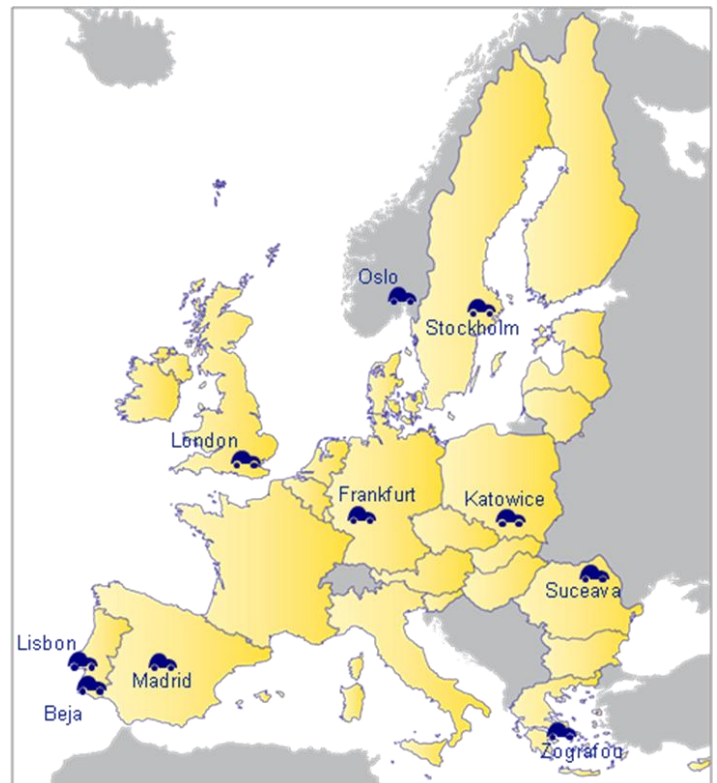 Oslo
Stockholm
London
Frankfurt
Katowice
Suceava
Lisbon
Madrid
Beja
Zografou